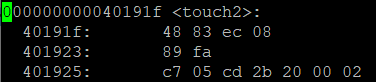 000000000040191f <touch2>:
40191f: 48 83 ec 08
401923: 89 fa
401925: c7 05 cd 2b 20 00 02